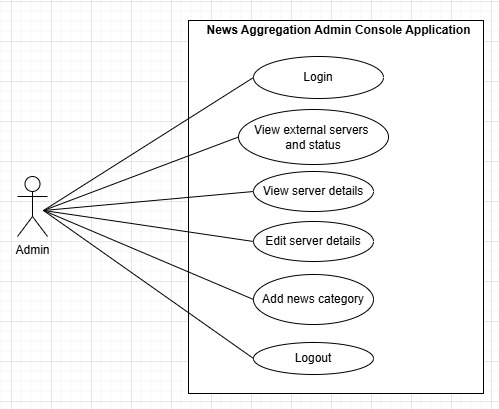 News Aggregation Admin Console Application
Login
View external servers
and status
View server details
Edit server details
Add news category
Logout
Admin